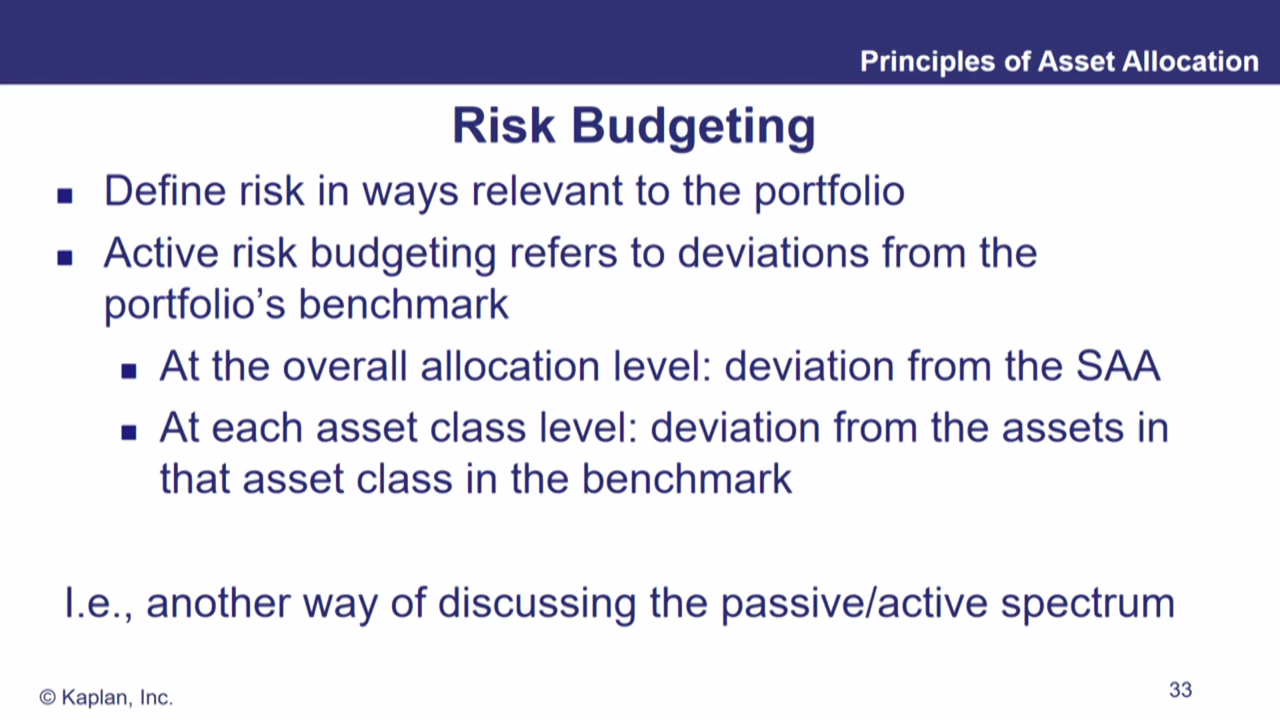 Principles of Asset Allocation
Risk Budgeting
■ Define risk in ways relevant to the portfolio
■ Active risk budgeting refers to deviations from the
portfolio’s benchmark
■ At the overall allocation level: deviation from the SAA
■ At each asset class level: deviation from the assets in
that asset class in the benchmark
I.e., another way of discussing the passive/active spectrum
© Kaplan, Inc.
33